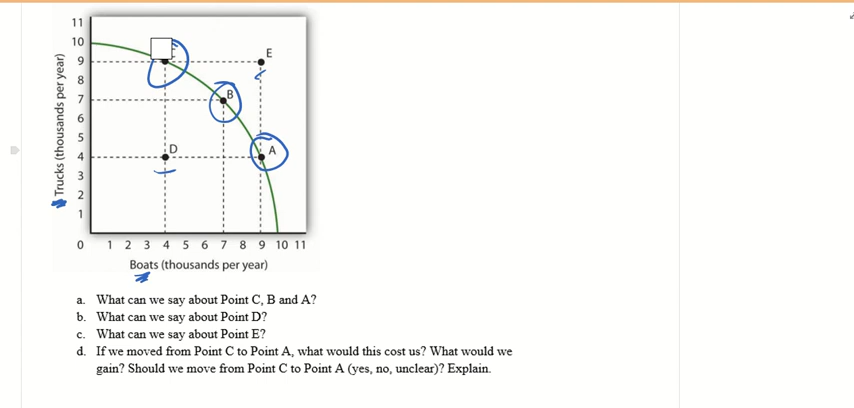 11
10
9
8
7
6
5
4
3
2
1
0
Trucks (thousands per year)
E
B
D
A
1 2 3 4 5 6 7 8 9 10 11
Boats (thousands per year)
a. What can we say about Point C, B and A?
b. What can we say about Point D?
c. What can we say about Point E?
d. If we moved from Point C to Point A, what would this cost us? What would we
gain? Should we move from Point C to Point A (yes, no, unclear)? Explain.